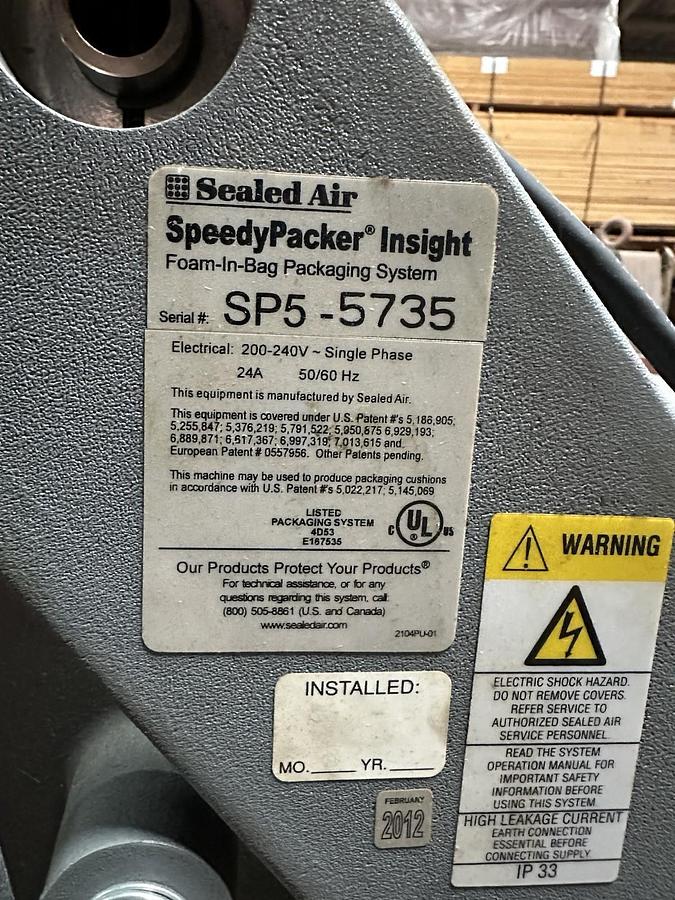 Sealed Air
SpeedyPacker® Insight
Foam-In-Bag Packaging System
Serial #: SP5 -5735
Electrical: 200-240V ~ Single Phase
24A 50/60 Hz
This equipment is manufactured by Sealed Air.
This equipment is covered under U.S. Patent #'s 5,186,905;
5,255,847; 5,376,219; 5,791,522; 5,950,875 6,929,193;
6,889,871; 6,617,367; 6,997,319; 7,013,615 and.
European Patent # 0557956. Other Patents pending.
This machine may be used to produce packaging cushions
in accordance with U.S. Patent #'s 5,022,217; 5,145,069
LISTED
PACKAGING SYSTEM
4D53
E167535
C UL ® US
Our Products Protect Your Products®
For technical assistance, or for any
questions regarding this system, call:
(800) 505-8861 (U.S. and Canada)
www.sealedair.com
2104PU-01
INSTALLED:
MO.____ YR.____
FEBRUARY
2012
WARNING
ELECTRIC SHOCK HAZARD.
DO NOT REMOVE COVERS.
REFER SERVICE TO
AUTHORIZED SEALED AIR
SERVICE PERSONNEL.
READ THE SYSTEM
OPERATION MANUAL FOR
IMPORTANT SAFETY
INFORMATION BEFORE
USING THIS SYSTEM.
HIGH LEAKAGE CURRENT
EARTH CONNECTION
ESSENTIAL BEFORE
CONNECTING SUPPLY.
IP 33